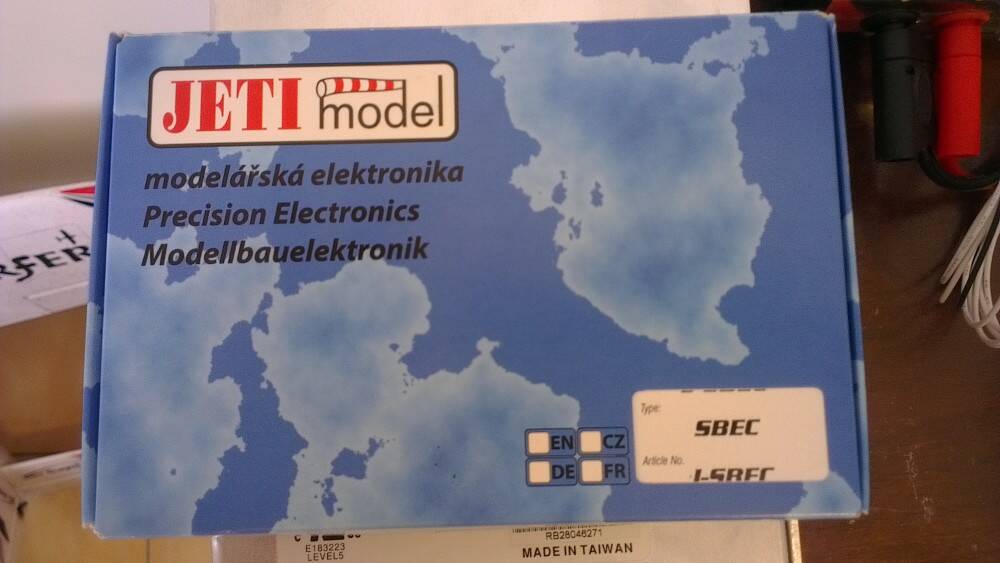 JETI model
modelářská elektronika
Precision Electronics
Modellbauelektronik
EN CZ
DE FR
Type:
SBEC
Article No.
J-SBEC
E183223
LEVEL5
RB28046271
MADE IN TAIWAN